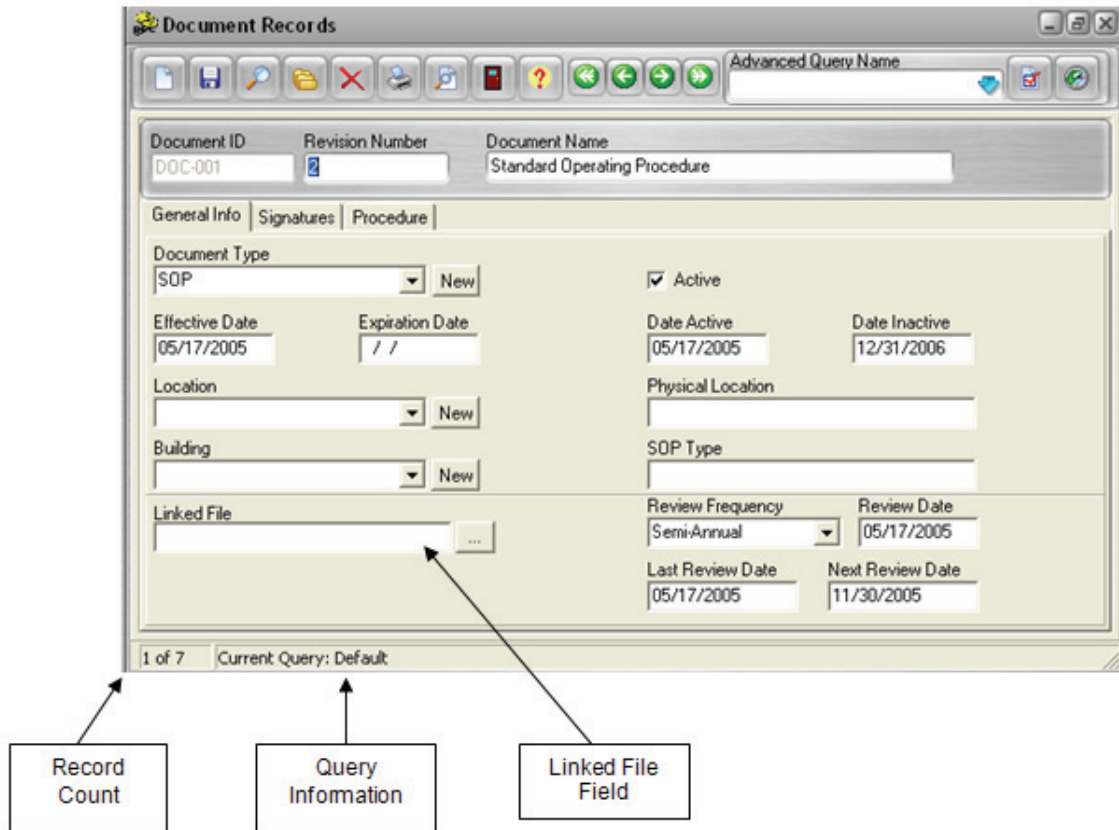 Document Records
Advanced Query Name
Document ID Revision Number Document Name
DOC-001 2 Standard Operating Procedure
General Info Signatures Procedure
Document Type
SOP New Active
Effective Date Expiration Date Date Active Date Inactive
05/17/2005 / / 05/17/2005 12/31/2006
Location Physical Location
New
Building SOP Type
New
Linked File Review Frequency Review Date
... Semi-Annual 05/17/2005
Last Review Date Next Review Date
05/17/2005 11/30/2005
1 of 7 Current Query: Default
Record Count
Query Information
Linked File Field